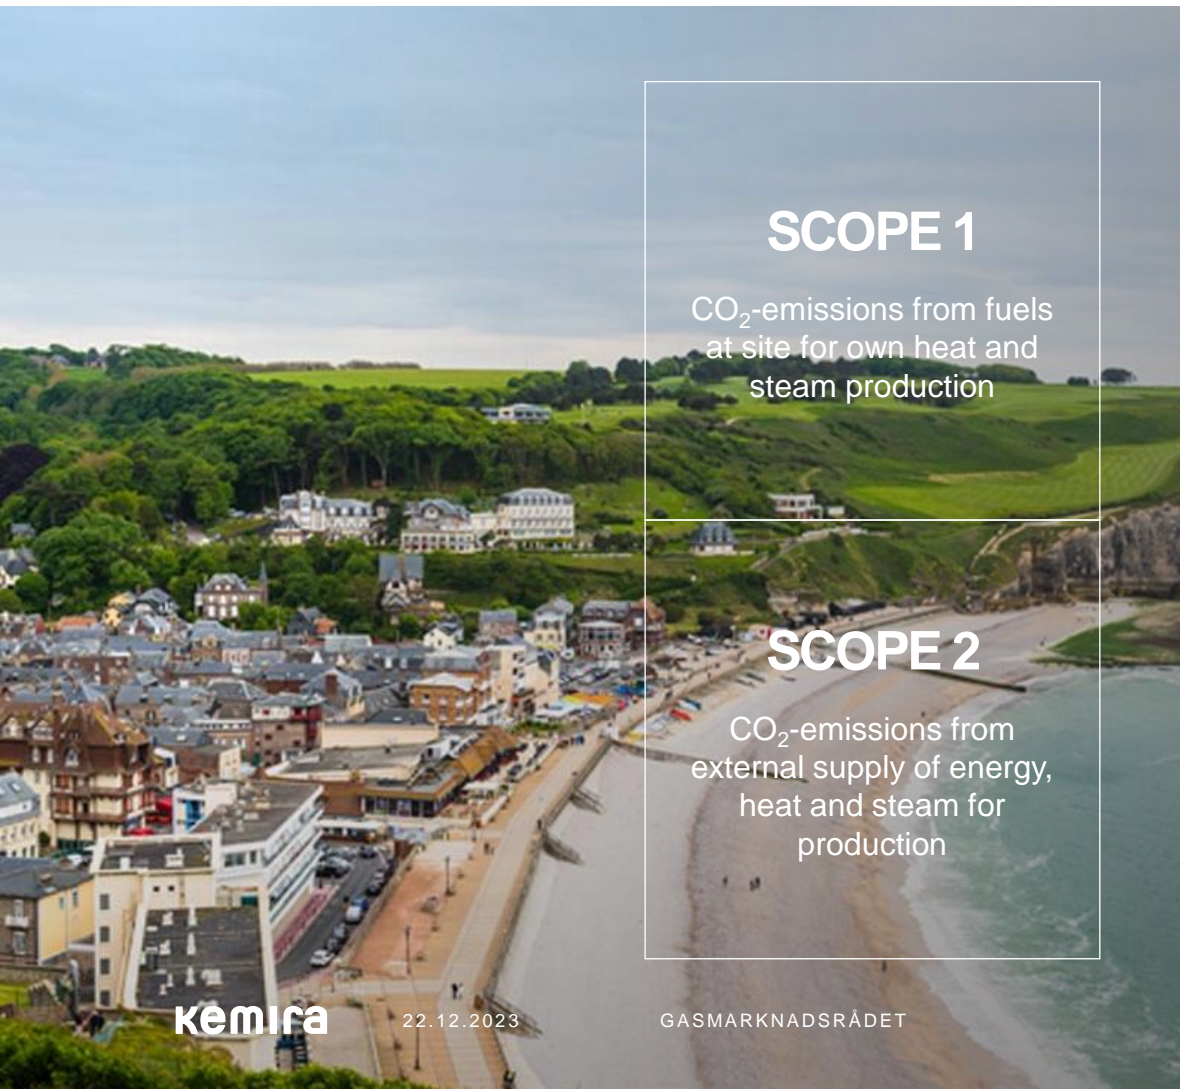 SCOPE 1
CO₂-emissions from fuels
at site for own heat and
steam production
SCOPE 2
CO₂-emissions from
external supply of energy,
heat and steam for
production
kemira
22.12.2023
GASMARKNADSRÅDET